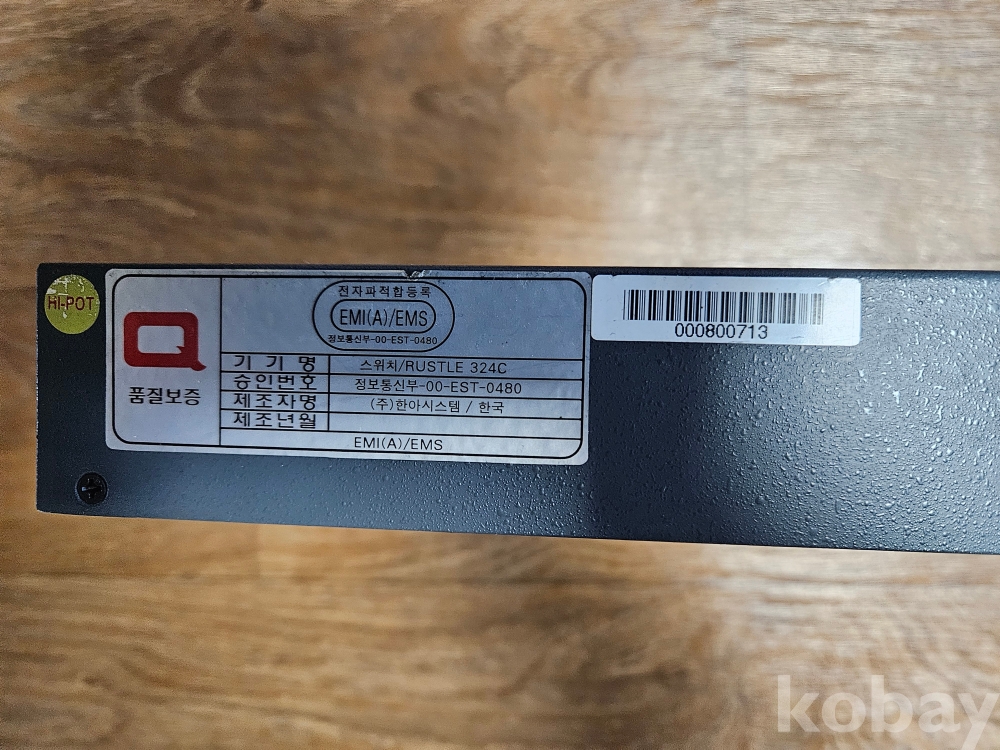 HI-POT
Q
품질보증
전자파적합등록
EMI(A)/EMS
정보통신부-00-EST-0480
기기명 스위치/RUSTLE 324C
승인번호 정보통신부-00-EST-0480
제조자명 (주)한아시스템 / 한국
제조년월
EMI(A)/EMS
000800713
kobay